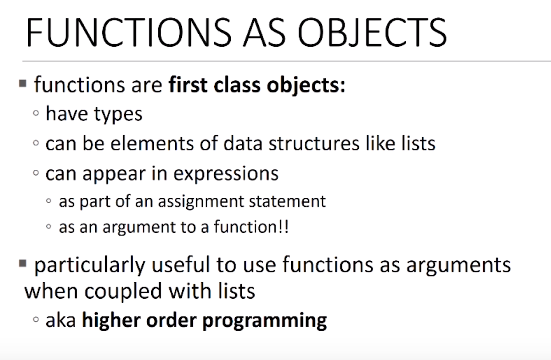 FUNCTIONS AS OBJECTS
▪ functions are first class objects:
◦ have types
◦ can be elements of data structures like lists
◦ can appear in expressions
◦ as part of an assignment statement
◦ as an argument to a function!!
▪ particularly useful to use functions as arguments
when coupled with lists
◦ aka higher order programming